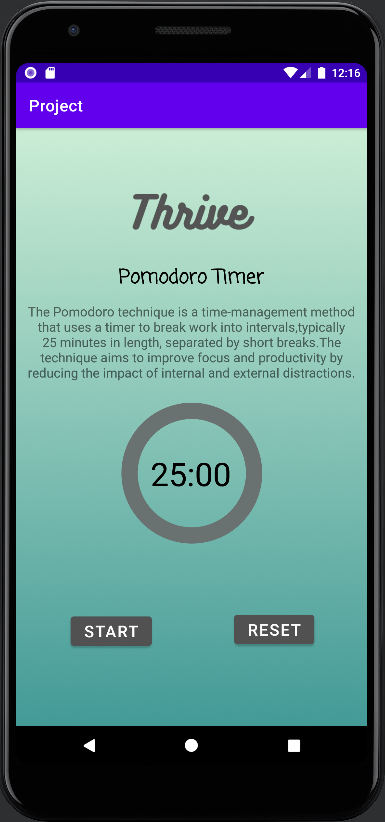 12:16
Project
Thrive
Pomodoro Timer
The Pomodoro technique is a time-management method
that uses a timer to break work into intervals,typically
25 minutes in length, separated by short breaks.The
technique aims to improve focus and productivity by
reducing the impact of internal and external distractions.
25:00
START
RESET